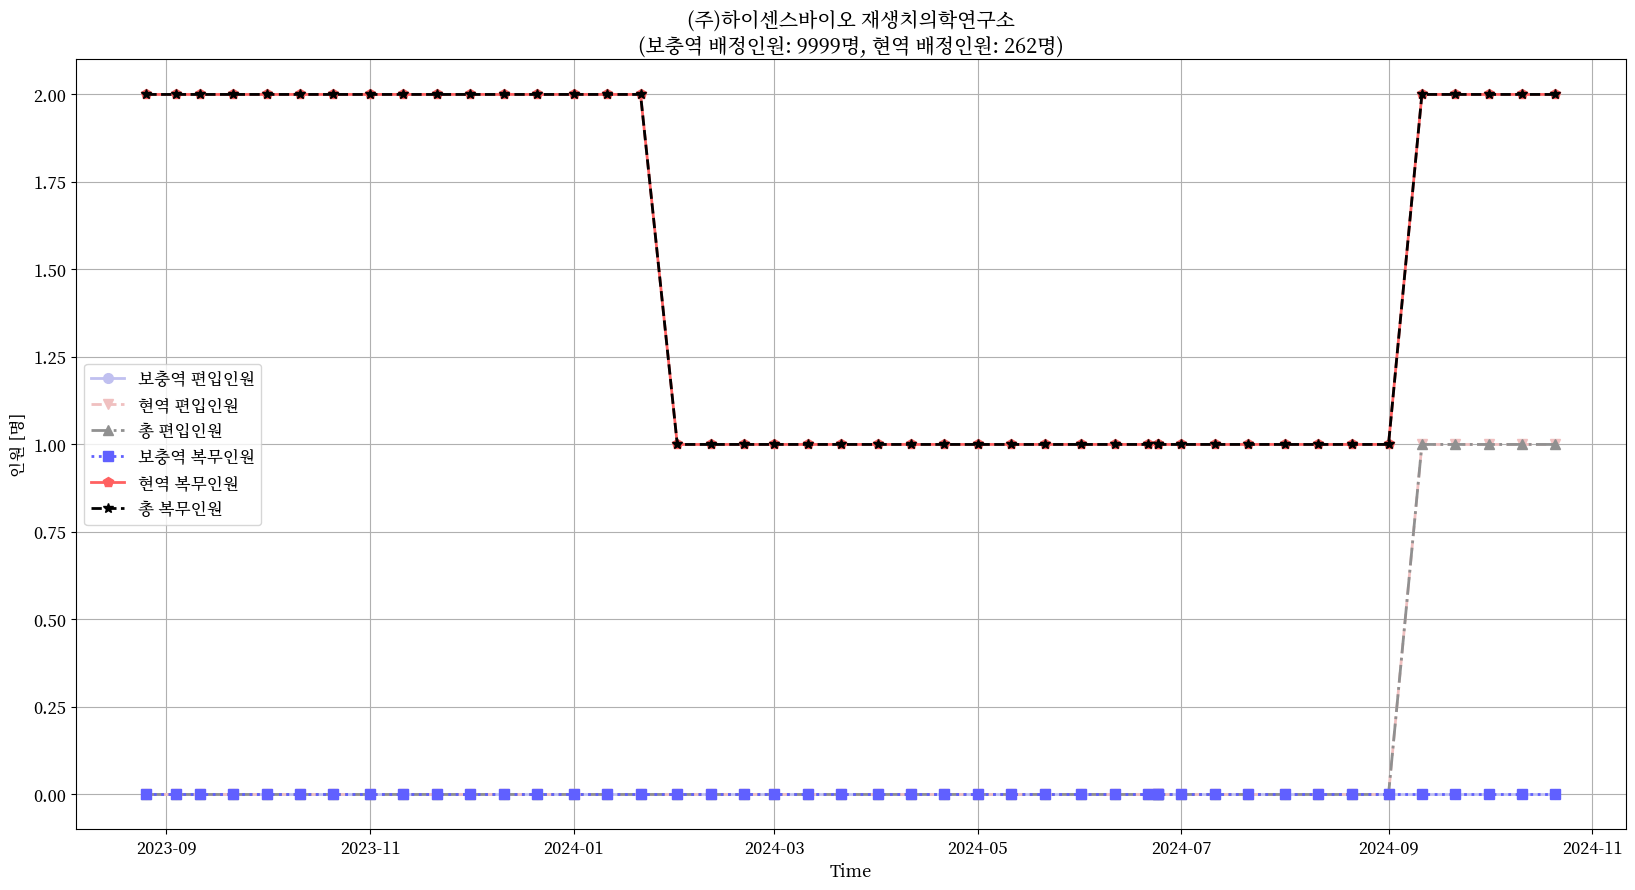 (주)하이센스바이오 재생치의학연구소
(보충역 배정인원: 9999명, 현역 배정인원: 262명)
인원 [명]
2.00
1.75
1.50
1.25
1.00
0.75
0.50
0.25
0.00
보충역 편입인원
현역 편입인원
총 편입인원
보충역 복무인원
현역 복무인원
총 복무인원
2023-09
2023-11
2024-01
2024-03
2024-05
2024-07
2024-09
2024-11
Time